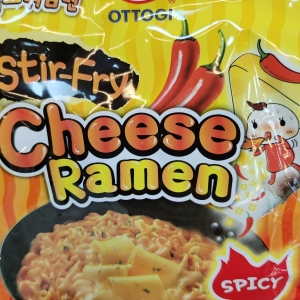 OTTOGI
Stir-Fry
Cheese
Ramen
SPICY